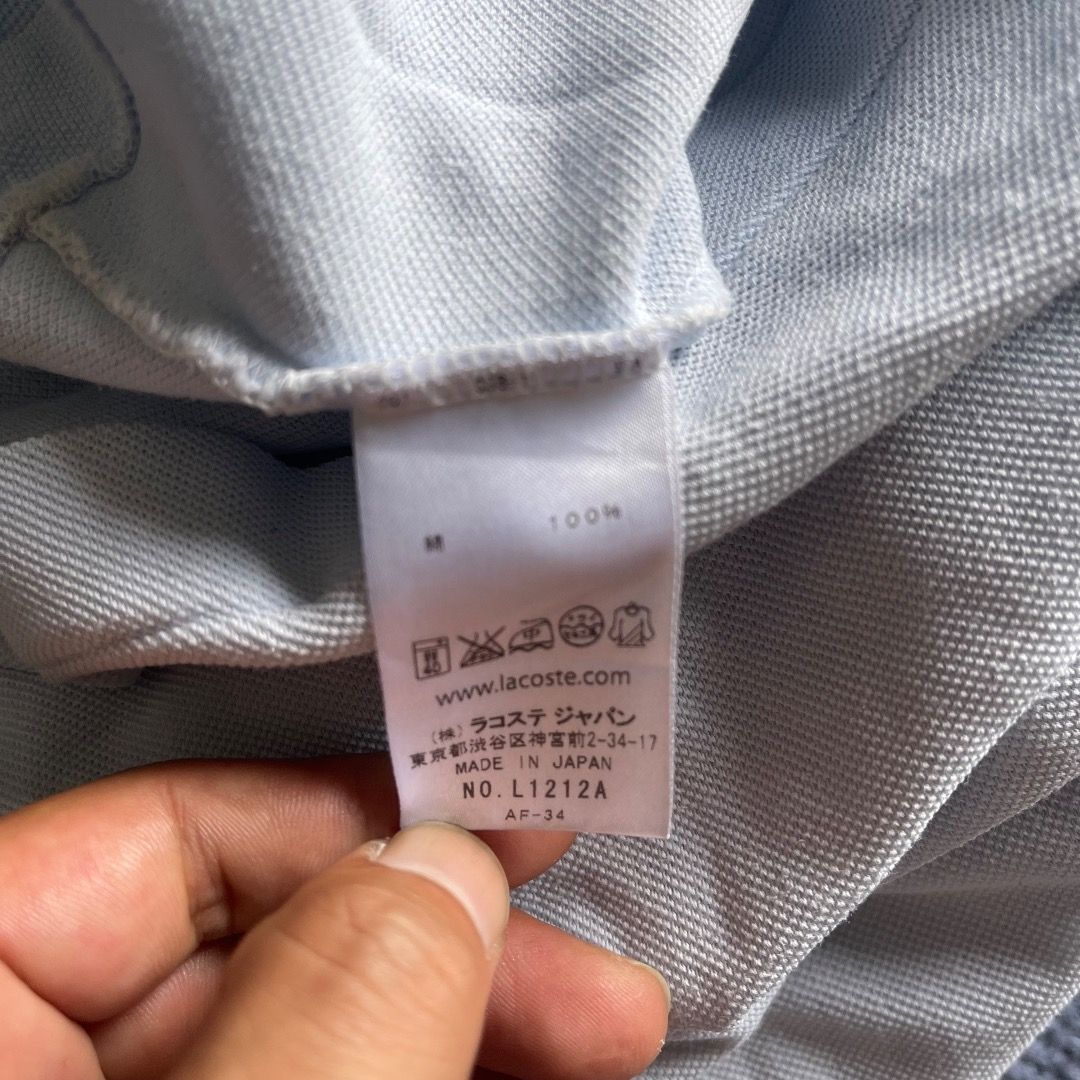 綿 100%
中
www.lacoste.com
(株) ラコステ ジャパン
東京都渋谷区神宮前2-34-17
MADE IN JAPAN
NO. L1212A
AF-34